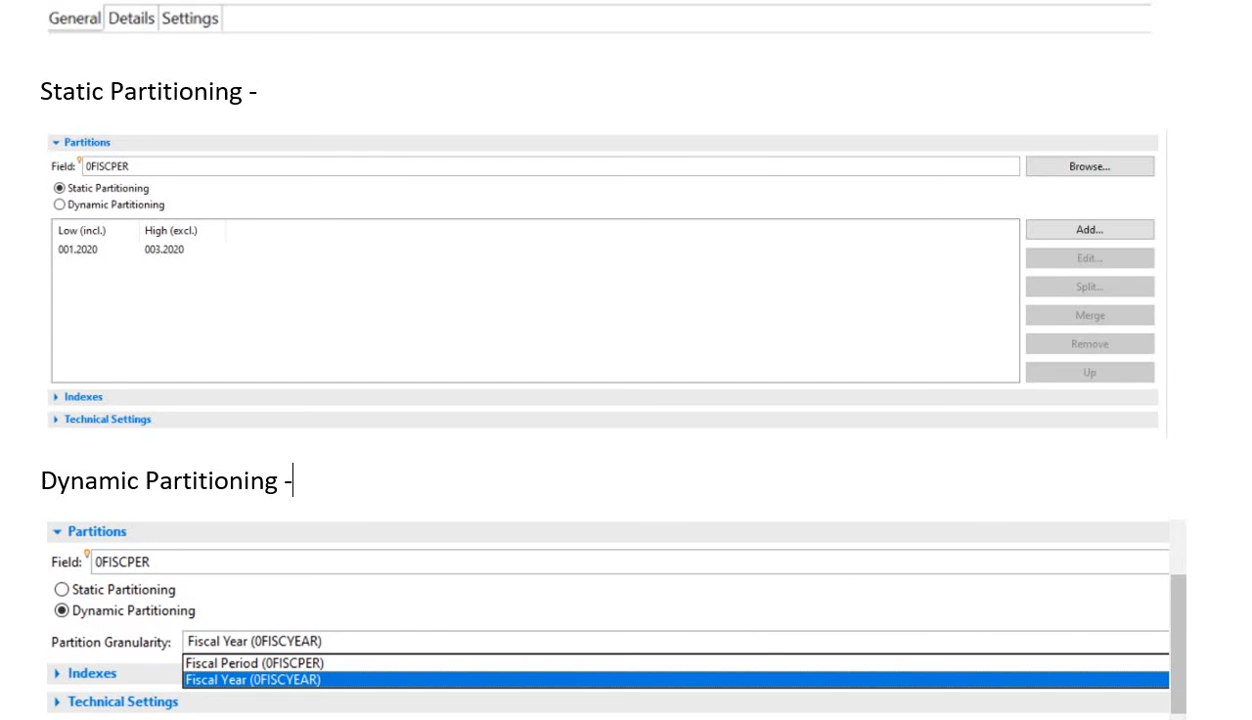 General Details Settings
Static Partitioning -
Partitions
Field: 0FISCPER Browse...
Static Partitioning
Dynamic Partitioning
Low (incl.) High (excl.) Add...
001.2020 003.2020
Edit...
Split...
Merge
Remove
Up
Indexes
Technical Settings
Dynamic Partitioning -
Partitions
Field: 0FISCPER
Static Partitioning
Dynamic Partitioning
Partition Granularity: Fiscal Year (0FISCYEAR)
Fiscal Period (0FISCPER)
Indexes Fiscal Year (0FISCYEAR)
Technical Settings